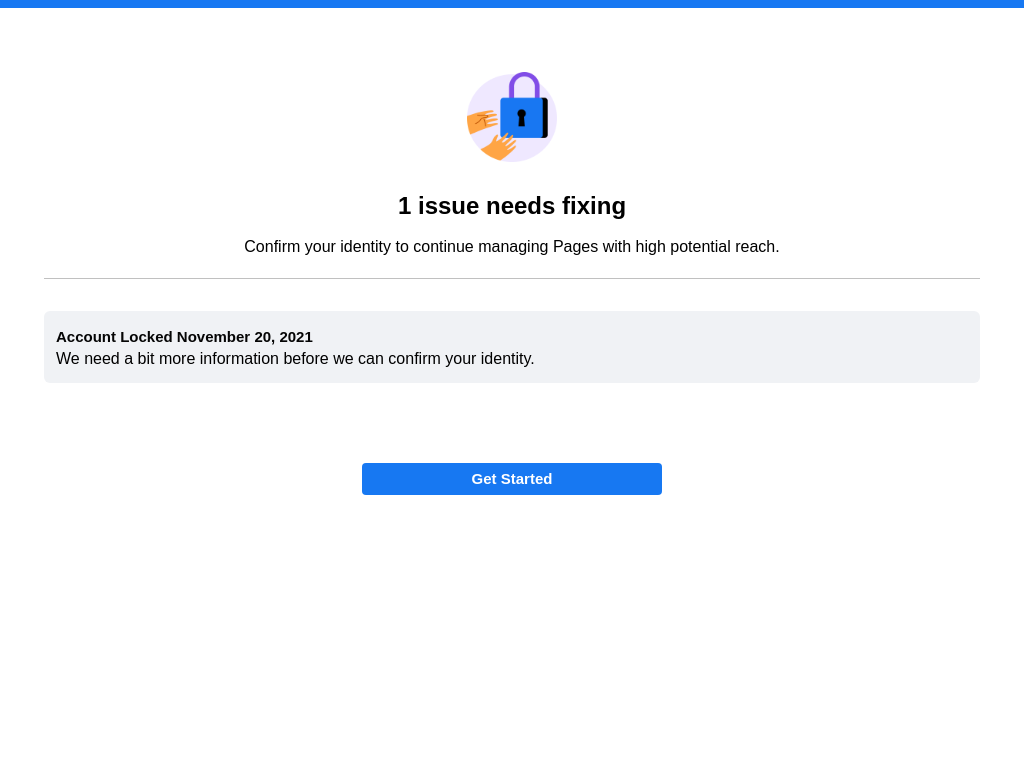 1 issue needs fixing
Confirm your identity to continue managing Pages with high potential reach.
Account Locked November 20, 2021
We need a bit more information before we can confirm your identity.
Get Started